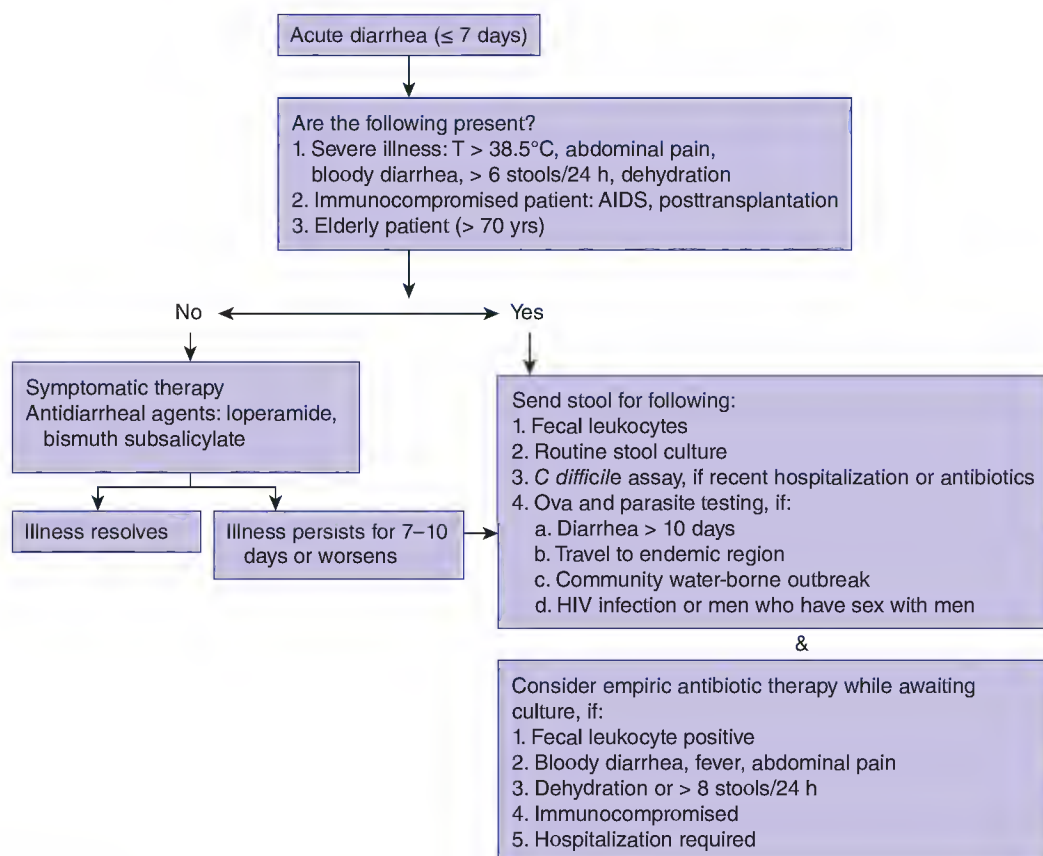 Acute diarrhea (≤ 7 days)
Are the following present?
1. Severe illness: T > 38.5°C, abdominal pain,
bloody diarrhea, > 6 stools/24 h, dehydration
2. Immunocompromised patient: AIDS, posttransplantation
3. Elderly patient (> 70 yrs)
No
Yes
Symptomatic therapy
Antidiarrheal agents: loperamide,
bismuth subsalicylate
Illness resolves
Illness persists for 7–10
days or worsens
Send stool for following:
1. Fecal leukocytes
2. Routine stool culture
3. C difficile assay, if recent hospitalization or antibiotics
4. Ova and parasite testing, if:
a. Diarrhea > 10 days
b. Travel to endemic region
c. Community water-borne outbreak
d. HIV infection or men who have sex with men
&
Consider empiric antibiotic therapy while awaiting
culture, if:
1. Fecal leukocyte positive
2. Bloody diarrhea, fever, abdominal pain
3. Dehydration or > 8 stools/24 h
4. Immunocompromised
5. Hospitalization required